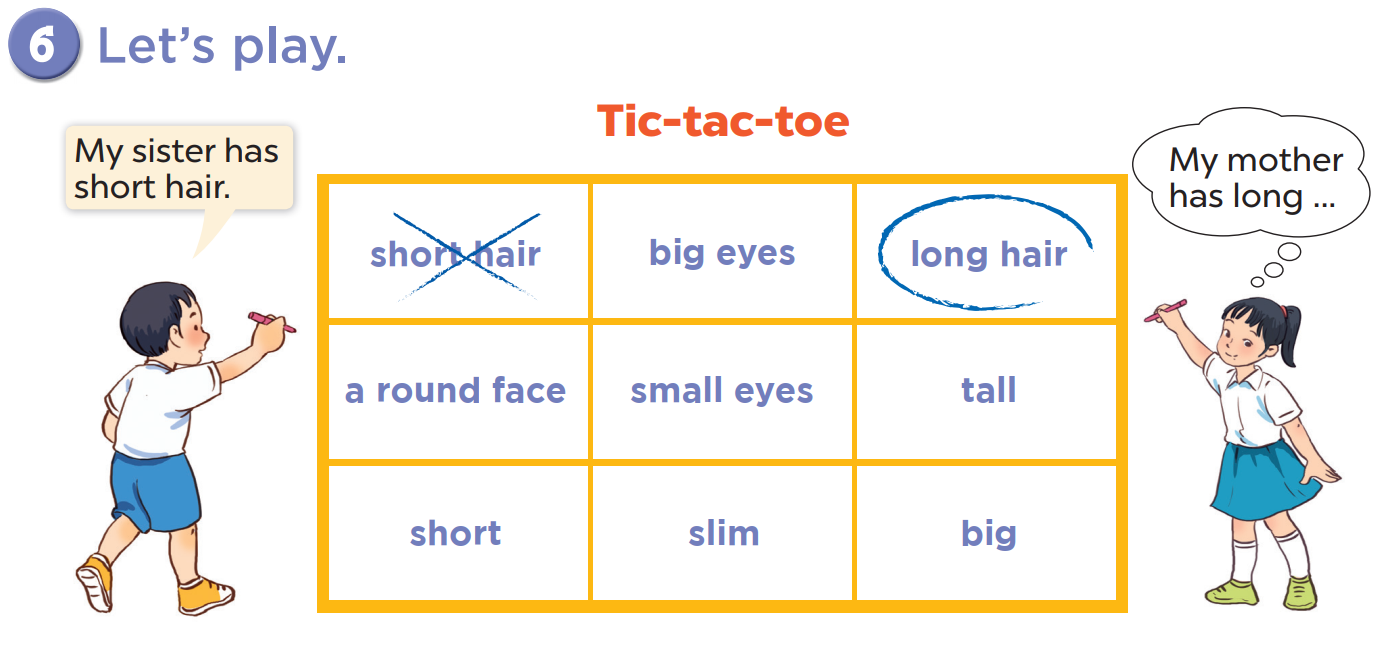 6 Let's play.
Tic-tac-toe
My sister has
short hair.
My mother
has long ...
short hair
big eyes
long hair
a round face
small eyes
tall
short
slim
big